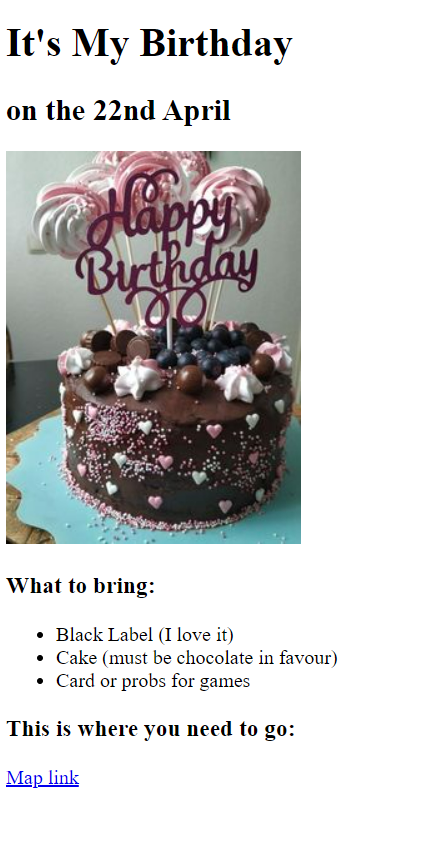 It's My Birthday
on the 22nd April
Happy
Birthday
What to bring:
Black Label (I love it)
Cake (must be chocolate in favour)
Card or probs for games
This is where you need to go:
Map link